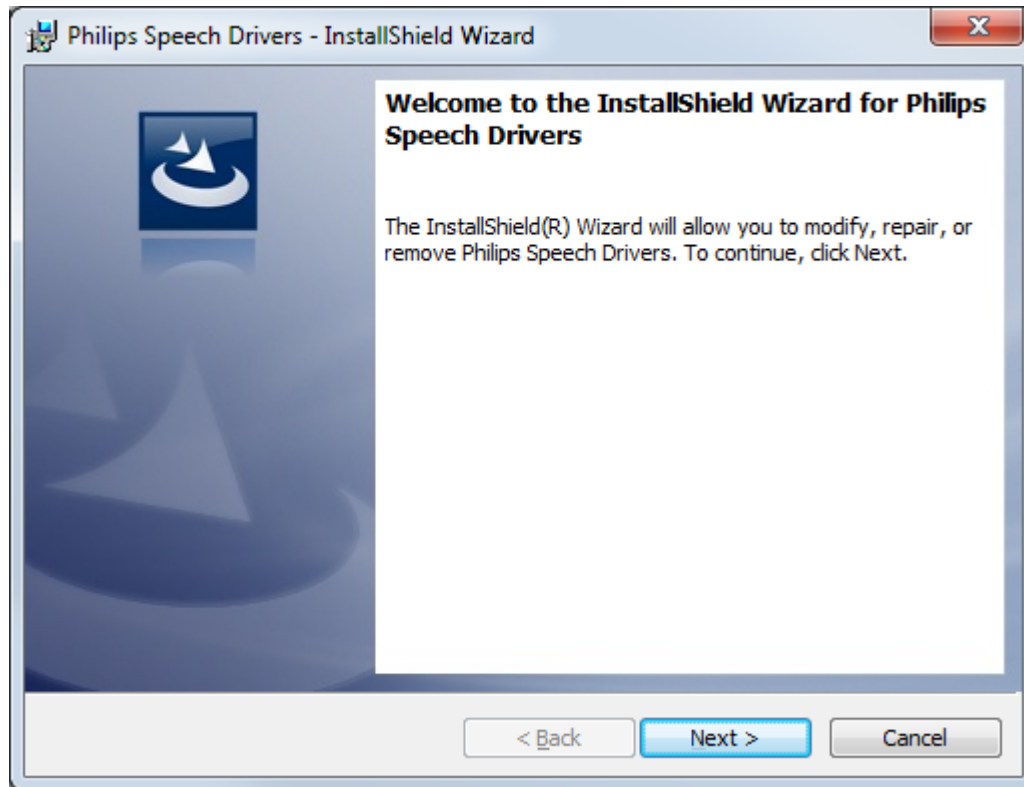 Philips Speech Drivers - InstallShield Wizard
Welcome to the InstallShield Wizard for Philips
Speech Drivers
The InstallShield(R) Wizard will allow you to modify, repair, or
remove Philips Speech Drivers. To continue, click Next.
< Back
Next >
Cancel